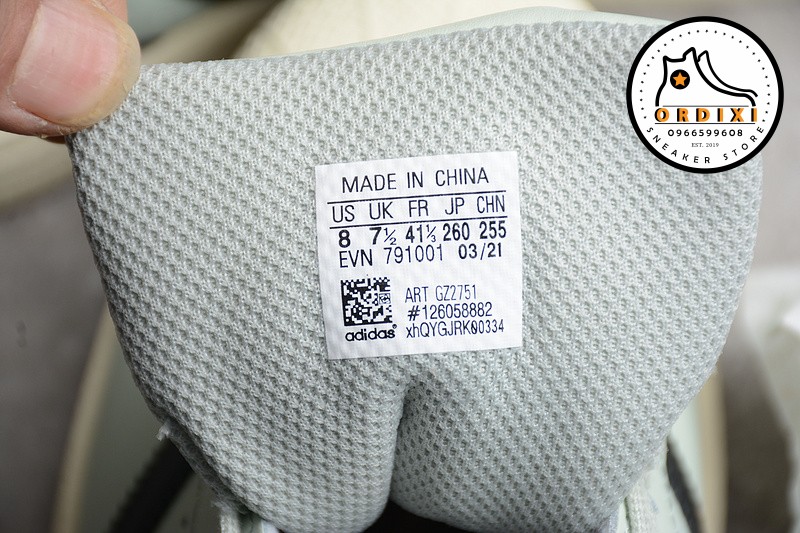 ORDIXI
0966599608
EST. 2019
SNEAKER STORE
MADE IN CHINA
US UK FR JP CHN
8 7½ 41⅓ 260 255
EVN 791001 03/21
ART GZ2751
#126058882
adidas® xhQYGJRK00334